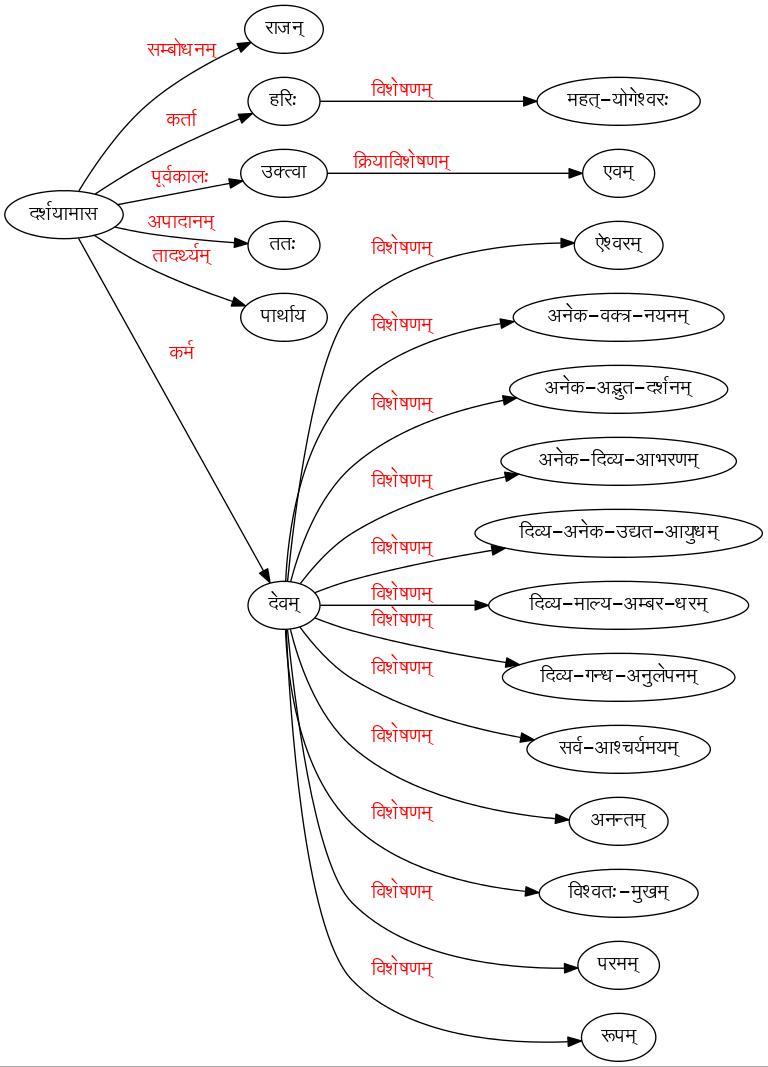 राजन्
सम्बोधनम्
हरिः
विशेषणम्
महत्-योगेश्वरः
कर्ता
उक्त्वा
क्रियाविशेषणम्
एवम्
पूर्वकालः
दर्शयामास
अपादानम्
ततः
तादर्थ्यम्
पार्थाय
कर्म
देवम्
विशेषणम्
ऐश्वरम्
विशेषणम्
अनेक-वक्त्र-नयनम्
विशेषणम्
अनेक-अद्भुत-दर्शनम्
विशेषणम्
अनेक-दिव्य-आभरणम्
विशेषणम्
दिव्य-अनेक-उद्यत-आयुधम्
विशेषणम्
दिव्य-माल्य-अम्बर-धरम्
विशेषणम्
दिव्य-गन्ध-अनुलेपनम्
विशेषणम्
सर्व-आश्चर्यमयम्
विशेषणम्
अनन्तम्
विशेषणम्
विश्वतः-मुखम्
विशेषणम्
परमम्
विशेषणम्
रूपम्